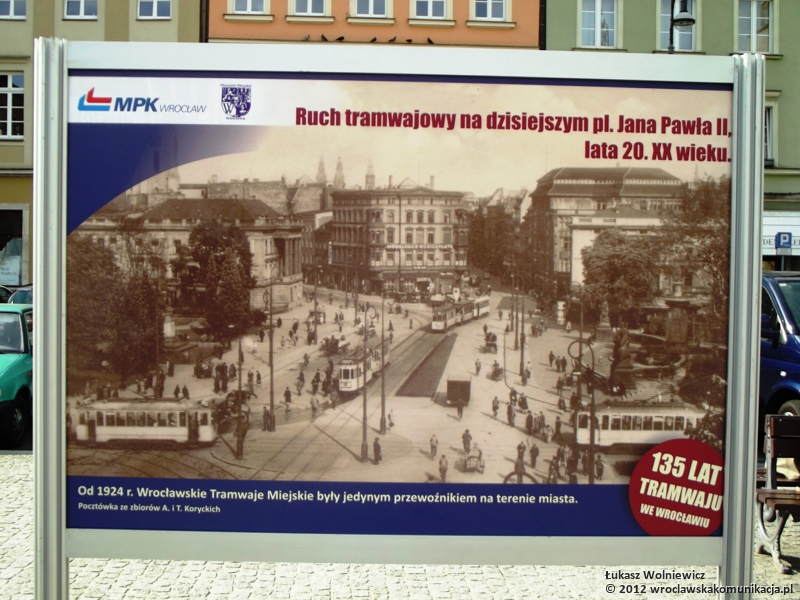 MPK WROCŁAW
Ruch tramwajowy na dzisiejszym pl. Jana Pawła II,
lata 20. XX wieku.
P
Od 1924 r. Wrocławskie Tramwaje Miejskie były jedynym przewoźnikiem na terenie miasta.
Pocztówka ze zbiorów A. i T. Koryckich
135 LAT
TRAMWAJU
WE WROCŁAWIU
Łukasz Wolniewicz
© 2012 wroclawskakomunikacja.pl